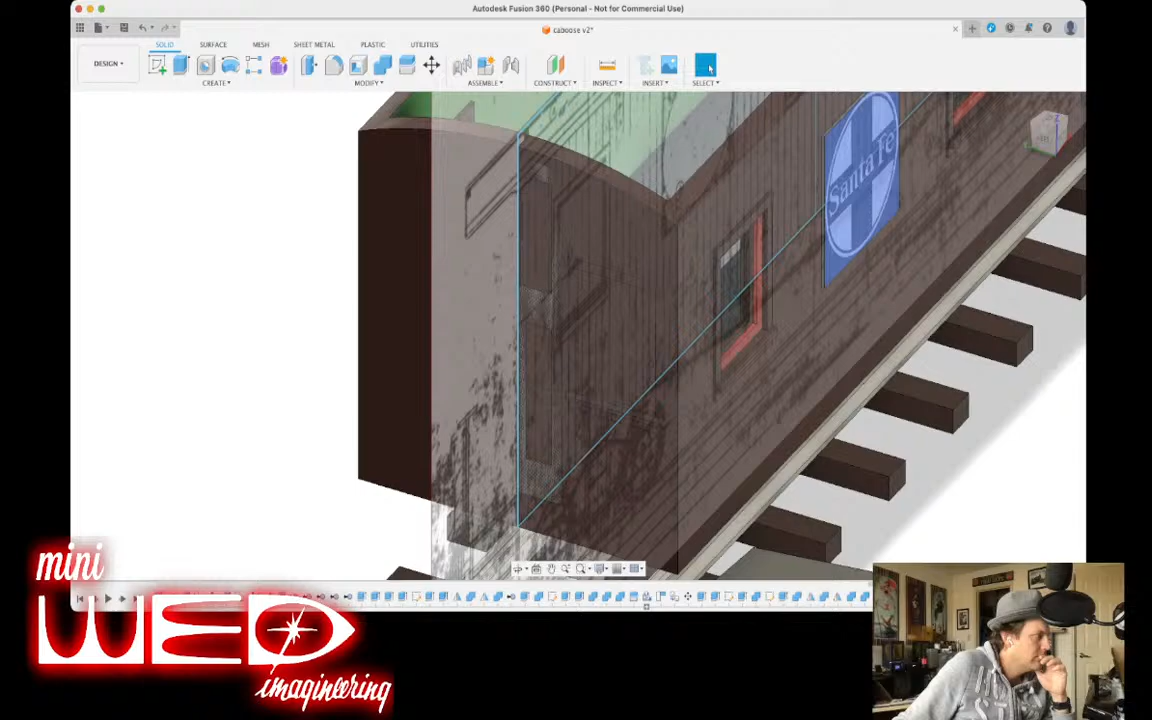 Autodesk Fusion 360 (Personal - Not for Commercial Use)
caboose v2*
SOLID SURFACE MESH SHEET METAL PLASTIC UTILITIES
DESIGN
CREATE MODIFY ASSEMBLE CONSTRUCT INSPECT INSERT SELECT
Santa Fe
mini
WED
imagineering